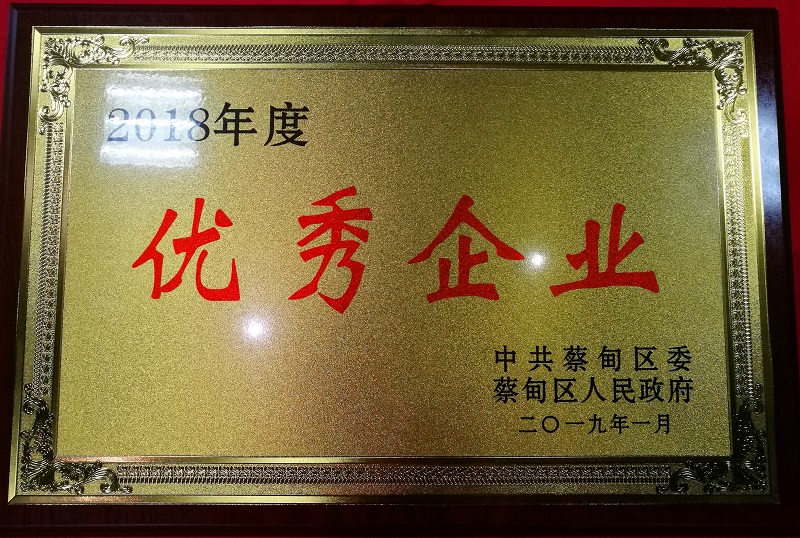 2018年度
优秀企业
中共蔡甸区委
蔡甸区人民政府
二〇一九年一月